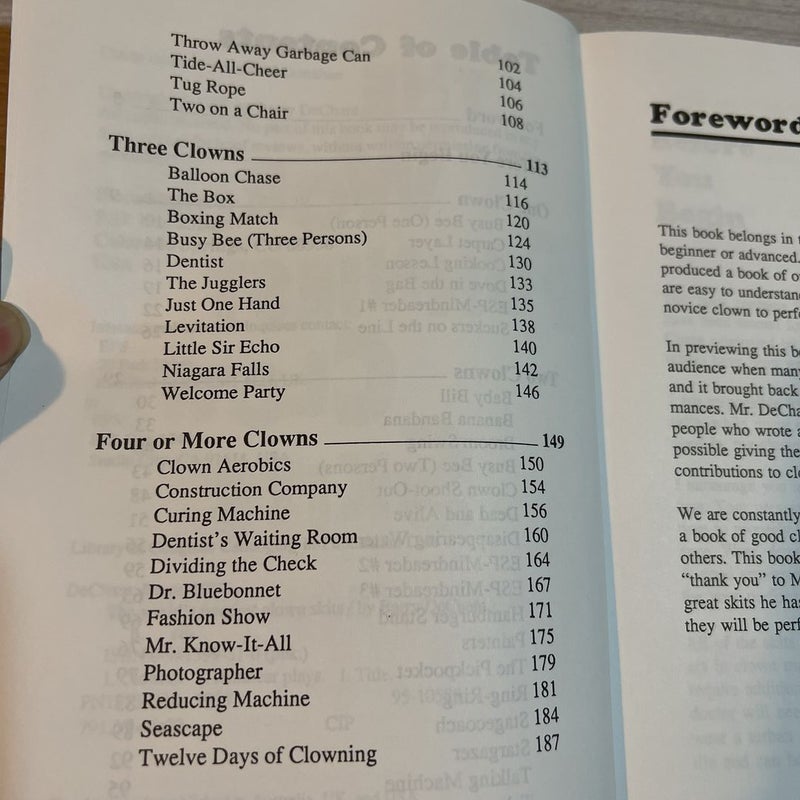 Throw Away Garbage Can 102
Tide-All-Cheer 104
Tug Rope 106
Two on a Chair 108
Three Clowns 113
Balloon Chase 114
The Box 116
Boxing Match 120
Busy Bee (Three Persons) 124
Dentist 130
The Jugglers 133
Just One Hand 135
Levitation 138
Little Sir Echo 140
Niagara Falls 142
Welcome Party 146
Four or More Clowns 149
Clown Aerobics 150
Construction Company 154
Curing Machine 156
Dentist's Waiting Room 160
Dividing the Check 164
Dr. Bluebonnet 167
Fashion Show 171
Mr. Know-It-All 175
Photographer 179
Reducing Machine 181
Seascape 184
Twelve Days of Clowning 187
Foreword
This book belongs in
beginner or advanced.
produced a book of
are easy to understan
novice clown to perf
In previewing this b
audience when man
and it brought back
mances. Mr. DeCha
people who wrote a
possible giving the
contributions to cl
We are constantly
a book of good cl
others. This book
“thank you” to M
great skits he has
they will be perf